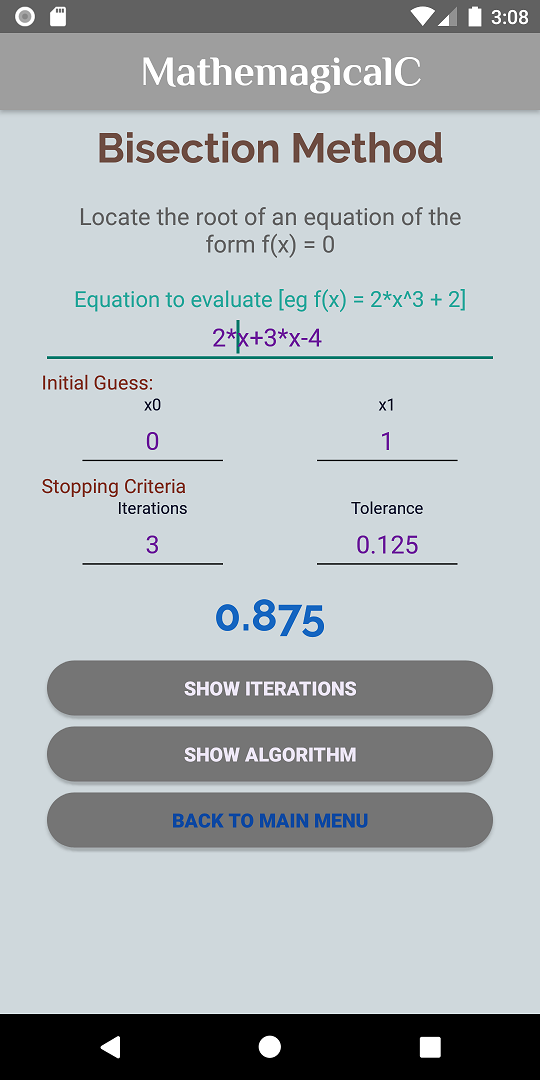 3:08
MathemagicalC
Bisection Method
Locate the root of an equation of the
form f(x) = 0
Equation to evaluate [eg f(x) = 2*x^3 + 2]
2*x+3*x-4
Initial Guess:
x0 x1
0 1
Stopping Criteria
Iterations Tolerance
3 0.125
0.875
SHOW ITERATIONS
SHOW ALGORITHM
BACK TO MAIN MENU